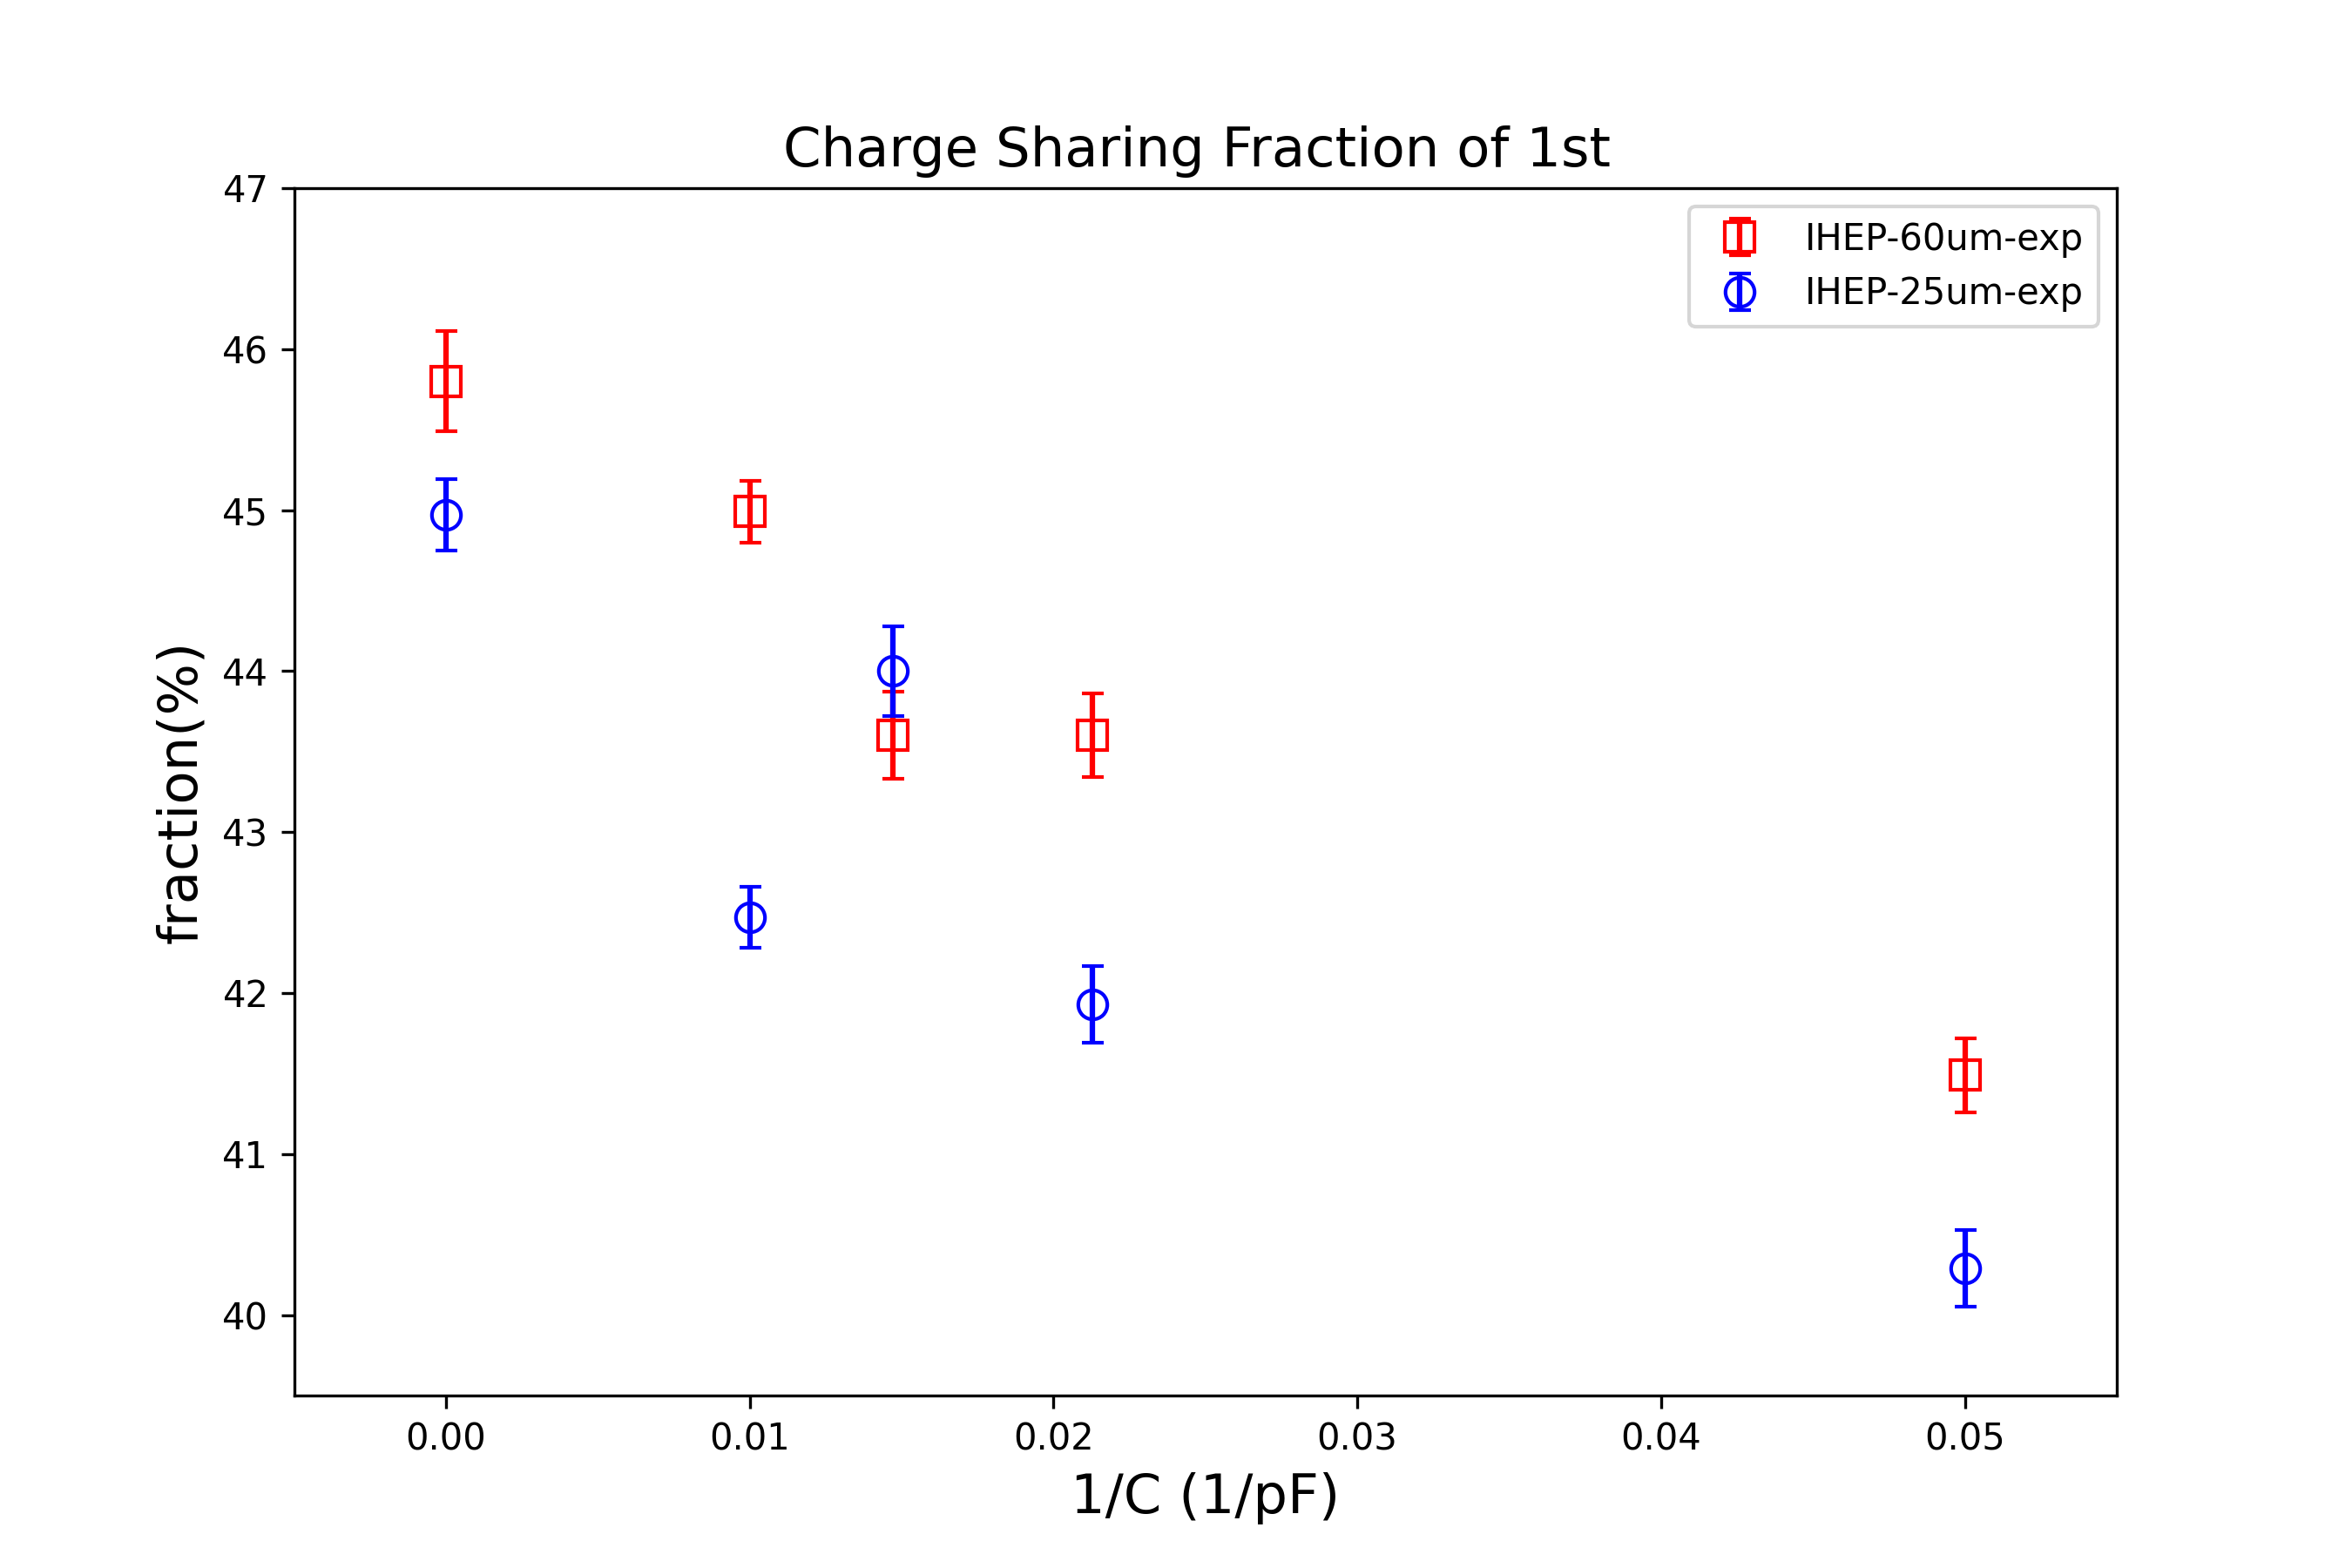 Charge Sharing Fraction of 1st
47
46
45
44
43
42
41
40
fraction(%)
IHEP-60um-exp
IHEP-25um-exp
0.00 0.01 0.02 0.03 0.04 0.05
1/C (1/pF)